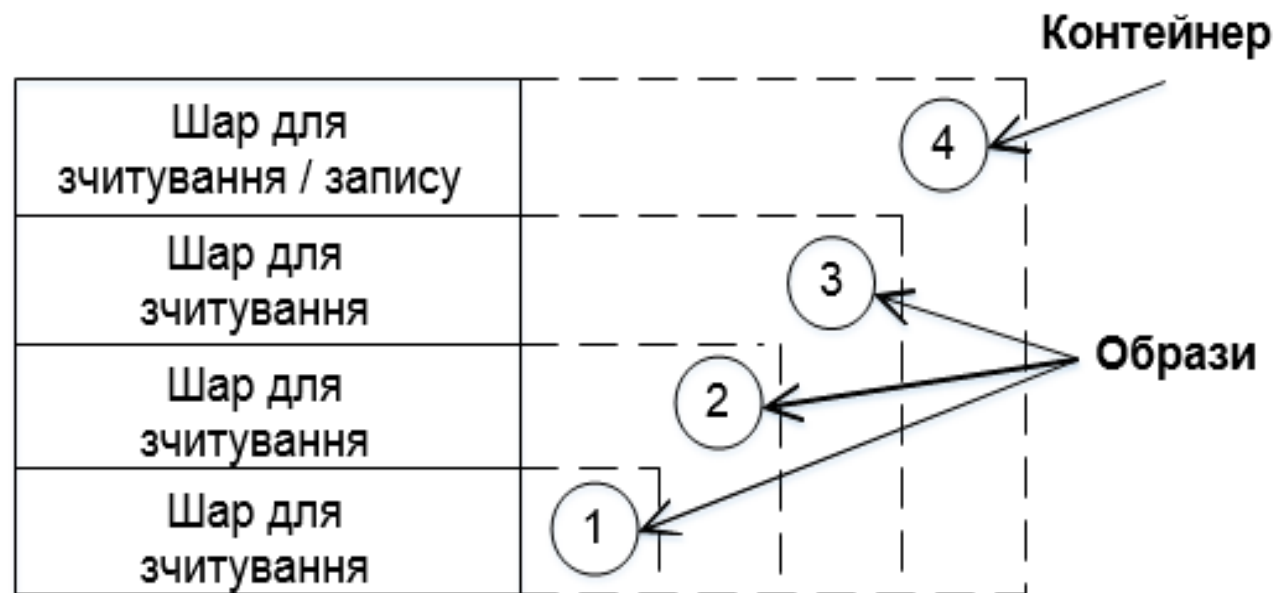 Контейнер
Шар для
зчитування / запису
4
Шар для
зчитування
3
Образи
Шар для
зчитування
2
Шар для
зчитування
1